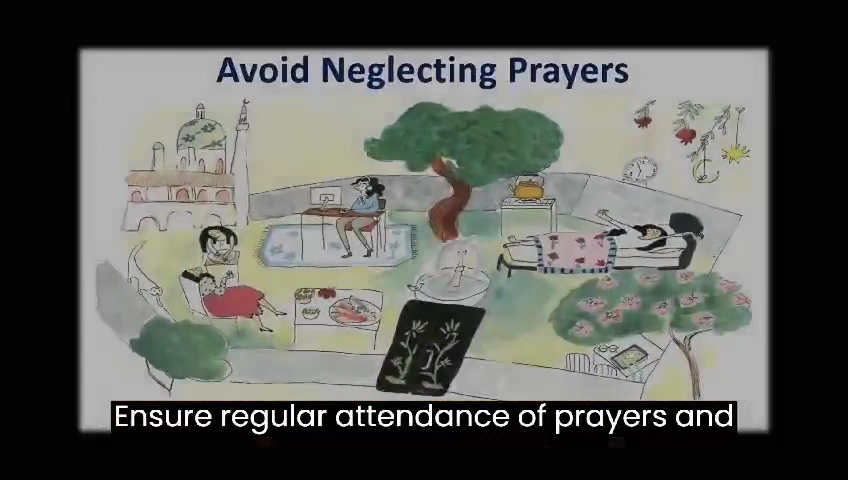 Avoid Neglecting Prayers
Ensure regular attendance of prayers and